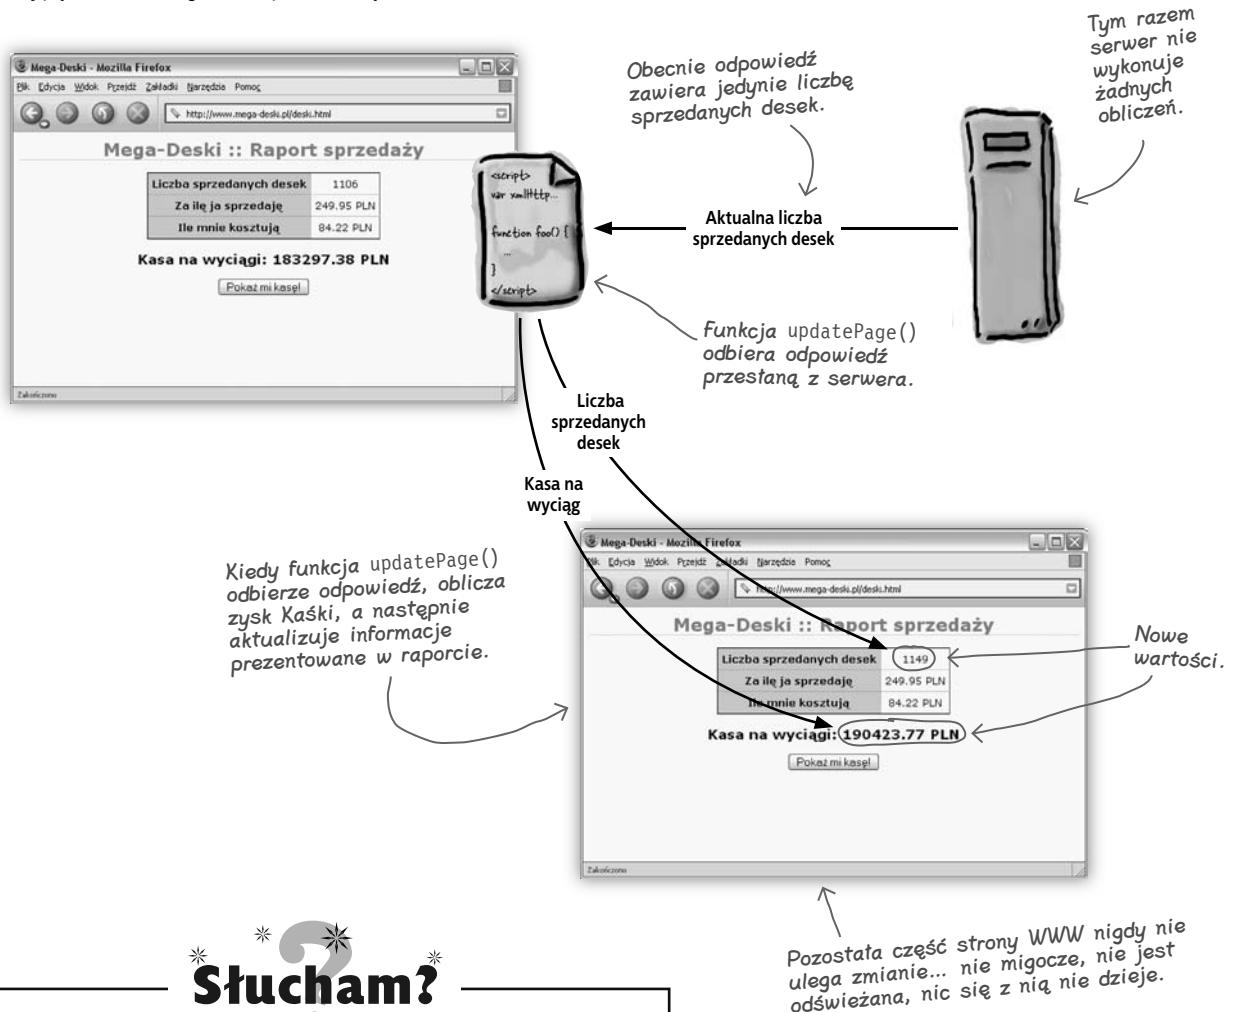 Tym razem
serwer nie
wykonuje
żadnych
obliczeń.
Obecnie odpowiedź
zawiera jedynie liczbę
sprzedanych desek.
Mega-Deski - Mozilla Firefox
Plik Edycja Widok Przejdź Zakładki Narzędzia Pomoc
http://www.mega-deski.pl/deski.html
Mega-Deski :: Raport sprzedaży
Liczba sprzedanych desek 1106
Za ilę ja sprzedaję 249.95 PLN
Ile mnie kosztują 84.22 PLN
Kasa na wyciągi: 183297.38 PLN
Pokaż mi kasę!
Zakończono
<script>
var xmlHttp...
function foo() {
...
}
</script>
Aktualna liczba
sprzedanych desek
Funkcja updatePage()
odbiera odpowiedź
przesłaną z serwera.
Liczba
sprzedanych
desek
Kasa na
wyciąg
Kiedy funkcja updatePage()
odbierze odpowiedź, oblicza
zysk Kaśki, a następnie
aktualizuje informacje
prezentowane w raporcie.
Mega-Deski - Mozilla Firefox
Plik Edycja Widok Przejdź Zakładki Narzędzia Pomoc
http://www.mega-deski.pl/deski.html
Mega-Deski :: Raport sprzedaży
Liczba sprzedanych desek 1149
Za ilę ja sprzedaję 249.95 PLN
Ile mnie kosztują 84.22 PLN
Kasa na wyciągi: 190423.77 PLN
Pokaż mi kasę!
Zakończono
Nowe
wartości.
Pozostała część strony WWW nigdy nie
ulega zmianie... nie migocze, nie jest
odświeżana, nic się z nią nie dzieje.
?
Słucham?